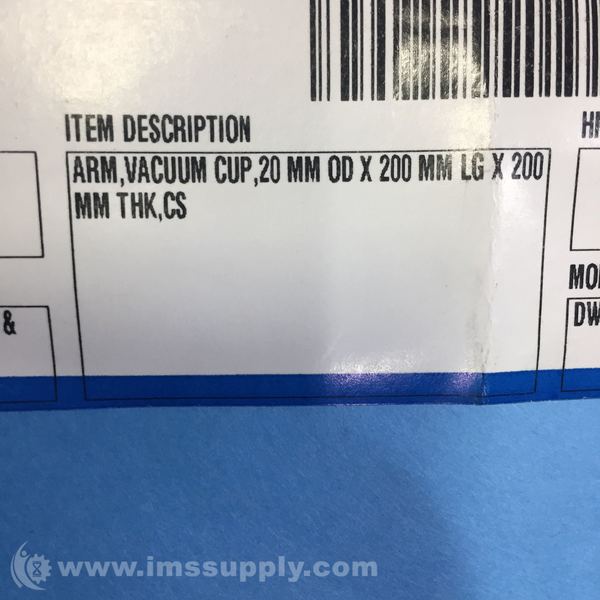 ITEM DESCRIPTION
ARM,VACUUM CUP,20 MM OD X 200 MM LG X 200
MM THK,CS
&
DW
www.imssupply.com